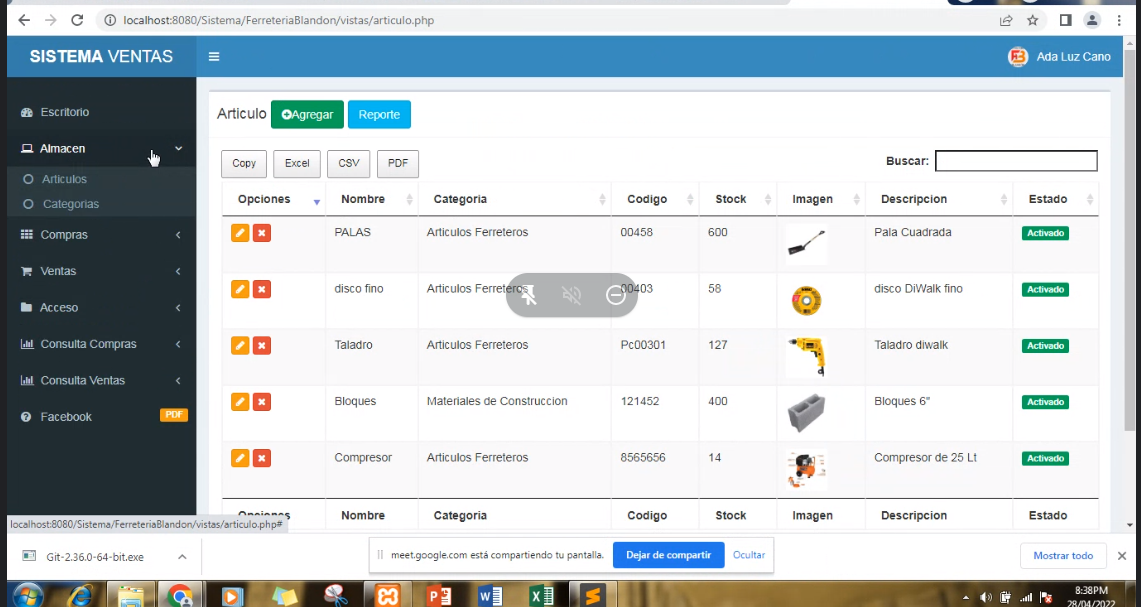 localhost:8080/Sistema/FerreteriaBlandon/vistas/articulo.php
SISTEMA VENTAS
Ada Luz Cano
Escritorio
Almacen
Articulos
Categorias
Compras
Ventas
Acceso
Consulta Compras
Consulta Ventas
Facebook PDF
Articulo Agregar Reporte
Copy Excel CSV PDF Buscar:
Opciones Nombre Categoria Codigo Stock Imagen Descripcion Estado
PALAS Articulos Ferreteros 00458 600 Pala Cuadrada Activado
disco fino Articulos Ferreteros 00403 58 disco DiWalk fino Activado
Taladro Articulos Ferreteros Pc00301 127 Taladro diwalk Activado
Bloques Materiales de Construccion 121452 400 Bloques 6" Activado
Compresor Articulos Ferreteros 8565656 14 Compresor de 25 Lt Activado
Opciones Nombre Categoria Codigo Stock Imagen Descripcion Estado
localhost:8080/Sistema/FerreteriaBlandon/vistas/articulo.php#
Git-2.36.0-64-bit.exe
meet.google.com está compartiendo tu pantalla. Dejar de compartir Ocultar
Mostrar todo
8:38PM
28/04/2022